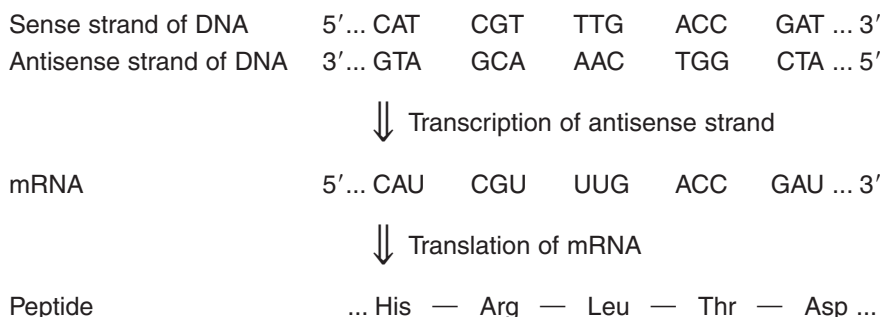 Sense strand of DNA 5′... CAT CGT TTG ACC GAT ... 3′
Antisense strand of DNA 3′... GTA GCA AAC TGG CTA ... 5′
Transcription of antisense strand
mRNA 5′... CAU CGU UUG ACC GAU ... 3′
Translation of mRNA
Peptide ... His — Arg — Leu — Thr — Asp ...